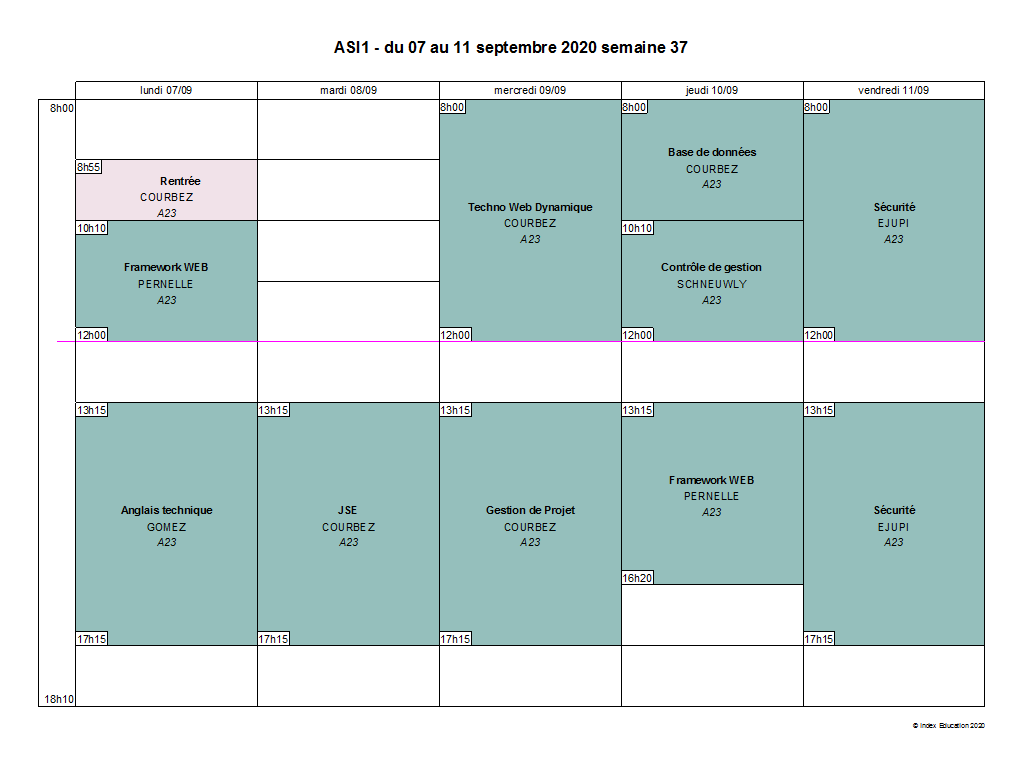 ASI1 - du 07 au 11 septembre 2020 semaine 37
lundi 07/09
mardi 08/09
mercredi 09/09
jeudi 10/09
vendredi 11/09
8h00
18h10
8h55
Rentrée
COURBEZ
A23
10h10
Framework WEB
PERNELLE
A23
12h00
13h15
Anglais technique
GOMEZ
A23
17h15
13h15
JSE
COURBEZ
A23
17h15
8h00
Techno Web Dynamique
COURBEZ
A23
12h00
13h15
Gestion de Projet
COURBEZ
A23
17h15
8h00
Base de données
COURBEZ
A23
10h10
Contrôle de gestion
SCHNEUWLY
A23
12h00
13h15
Framework WEB
PERNELLE
A23
16h20
8h00
Sécurité
EJUPI
A23
12h00
13h15
Sécurité
EJUPI
A23
17h15
© Index Education 2020